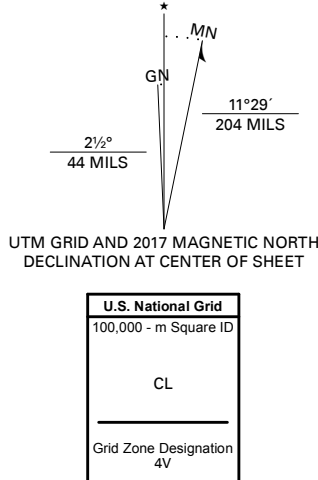 ★
MN
GN
11°29´
204 MILS
2½°
44 MILS
UTM GRID AND 2017 MAGNETIC NORTH
DECLINATION AT CENTER OF SHEET
U.S. National Grid
100,000 - m Square ID
CL
Grid Zone Designation
4V